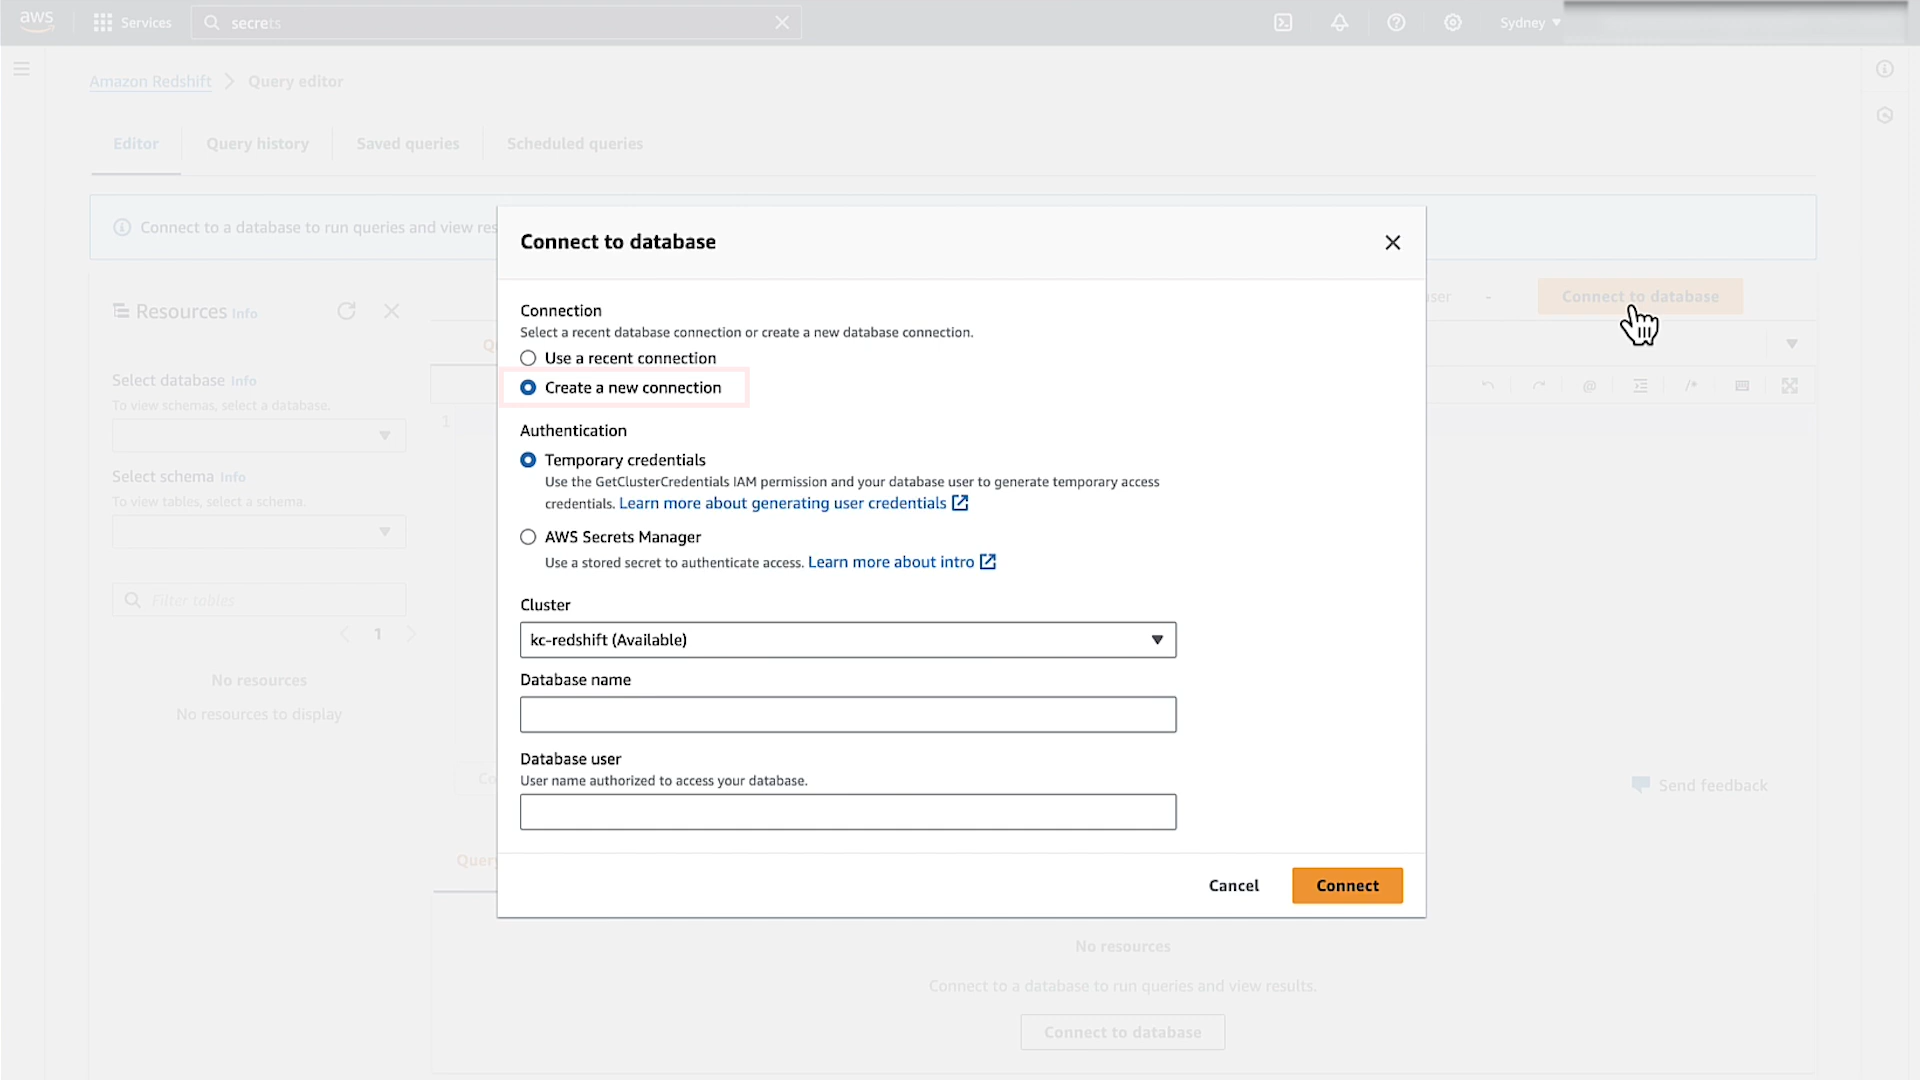 aws Services secrets Sydney
Amazon Redshift Query editor
Editor Query history Saved queries Scheduled queries
Connect to a database to run queries and view res
Connect to database
Resources Info
Connect to database
Connection
Select a recent database connection or create a new database connection.
Use a recent connection
Create a new connection
Select database Info
To view schemas, select a database.
1
Select schema Info
To view tables, select a schema.
Filter tables
1
No resources
No resources to display
Authentication
Temporary credentials
Use the GetClusterCredentials IAM permission and your database user to generate temporary access
credentials. Learn more about generating user credentials
AWS Secrets Manager
Use a stored secret to authenticate access. Learn more about intro
Cluster
kc-redshift (Available)
Database name
Database user
User name authorized to access your database.
Cancel Connect
Send feedback
Query
No resources
Connect to a database to run queries and view results.
Connect to database